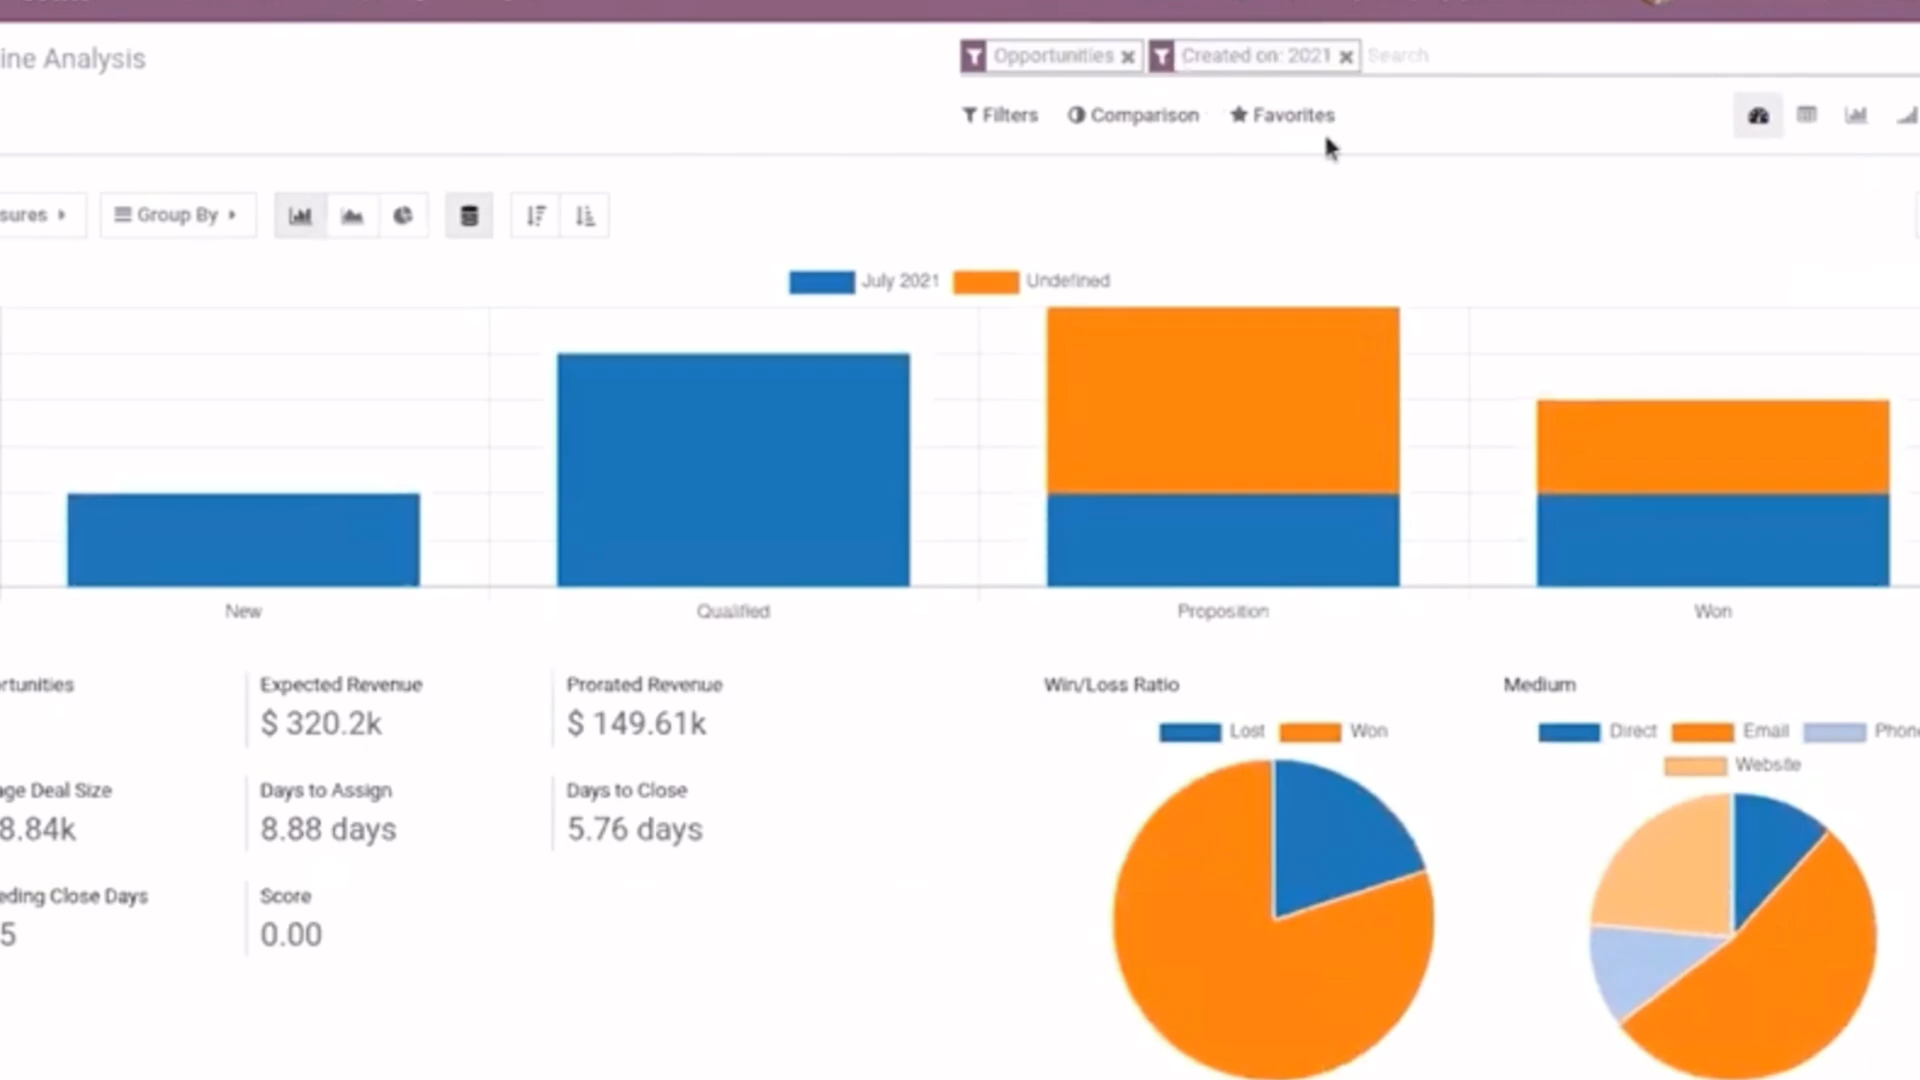 ine Analysis
Opportunities × Created on: 2021 × Search
Filters Comparison Favorites
sures Group By
July 2021 Undefined
New Qualified Proposition Won
rtunities Expected Revenue Prorated Revenue Win/Loss Ratio Medium
$ 320.2k $ 149.61k
Lost Won Direct Email Phone
Website
age Deal Size Days to Assign Days to Close
8.84k 8.88 days 5.76 days
eding Close Days Score
5 0.00